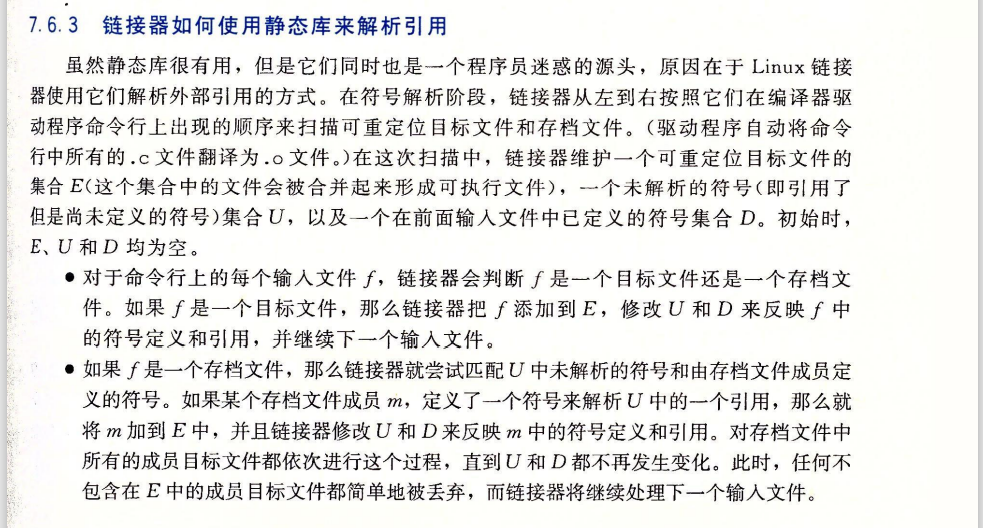 7.6.3 链接器如何使用静态库来解析引用
虽然静态库很有用，但是它们同时也是一个程序员迷惑的源头，原因在于 Linux 链接
器使用它们解析外部引用的方式。在符号解析阶段，链接器从左到右按照它们在编译器驱
动程序命令行上出现的顺序来扫描可重定位目标文件和存档文件。（驱动程序自动将命令
行中所有的.c 文件翻译为.o 文件。）在这次扫描中，链接器维护一个可重定位目标文件的
集合 E(这个集合中的文件会被合并起来形成可执行文件)，一个未解析的符号(即引用了
但是尚未定义的符号)集合 U，以及一个在前面输入文件中已定义的符号集合 D。初始时，
E、U 和 D 均为空。
● 对于命令行上的每个输入文件 f，链接器会判断 f 是一个目标文件还是一个存档文
件。如果 f 是一个目标文件，那么链接器把 f 添加到 E，修改 U 和 D 来反映 f 中
的符号定义和引用，并继续下一个输入文件。
● 如果 f 是一个存档文件，那么链接器就尝试匹配 U 中未解析的符号和由存档文件成员定
义的符号。如果某个存档文件成员 m，定义了一个符号来解析 U 中的一个引用，那么就
将 m 加到 E 中，并且链接器修改 U 和 D 来反映 m 中的符号定义和引用。对存档文件中
所有的成员目标文件都依次进行这个过程，直到 U 和 D 都不再发生变化。此时，任何不
包含在 E 中的成员目标文件都简单地被丢弃，而链接器将继续处理下一个输入文件。